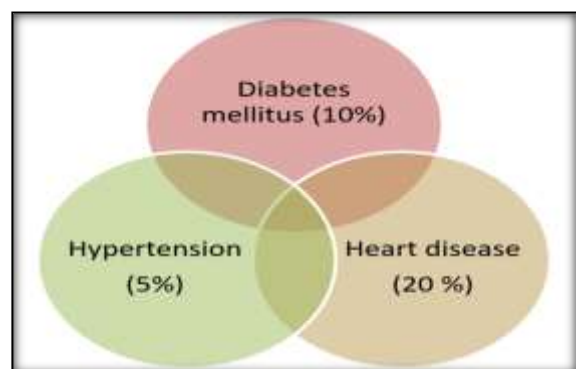 Diabetes
mellitus (10%)
Hypertension
(5%)
Heart disease
(20 %)